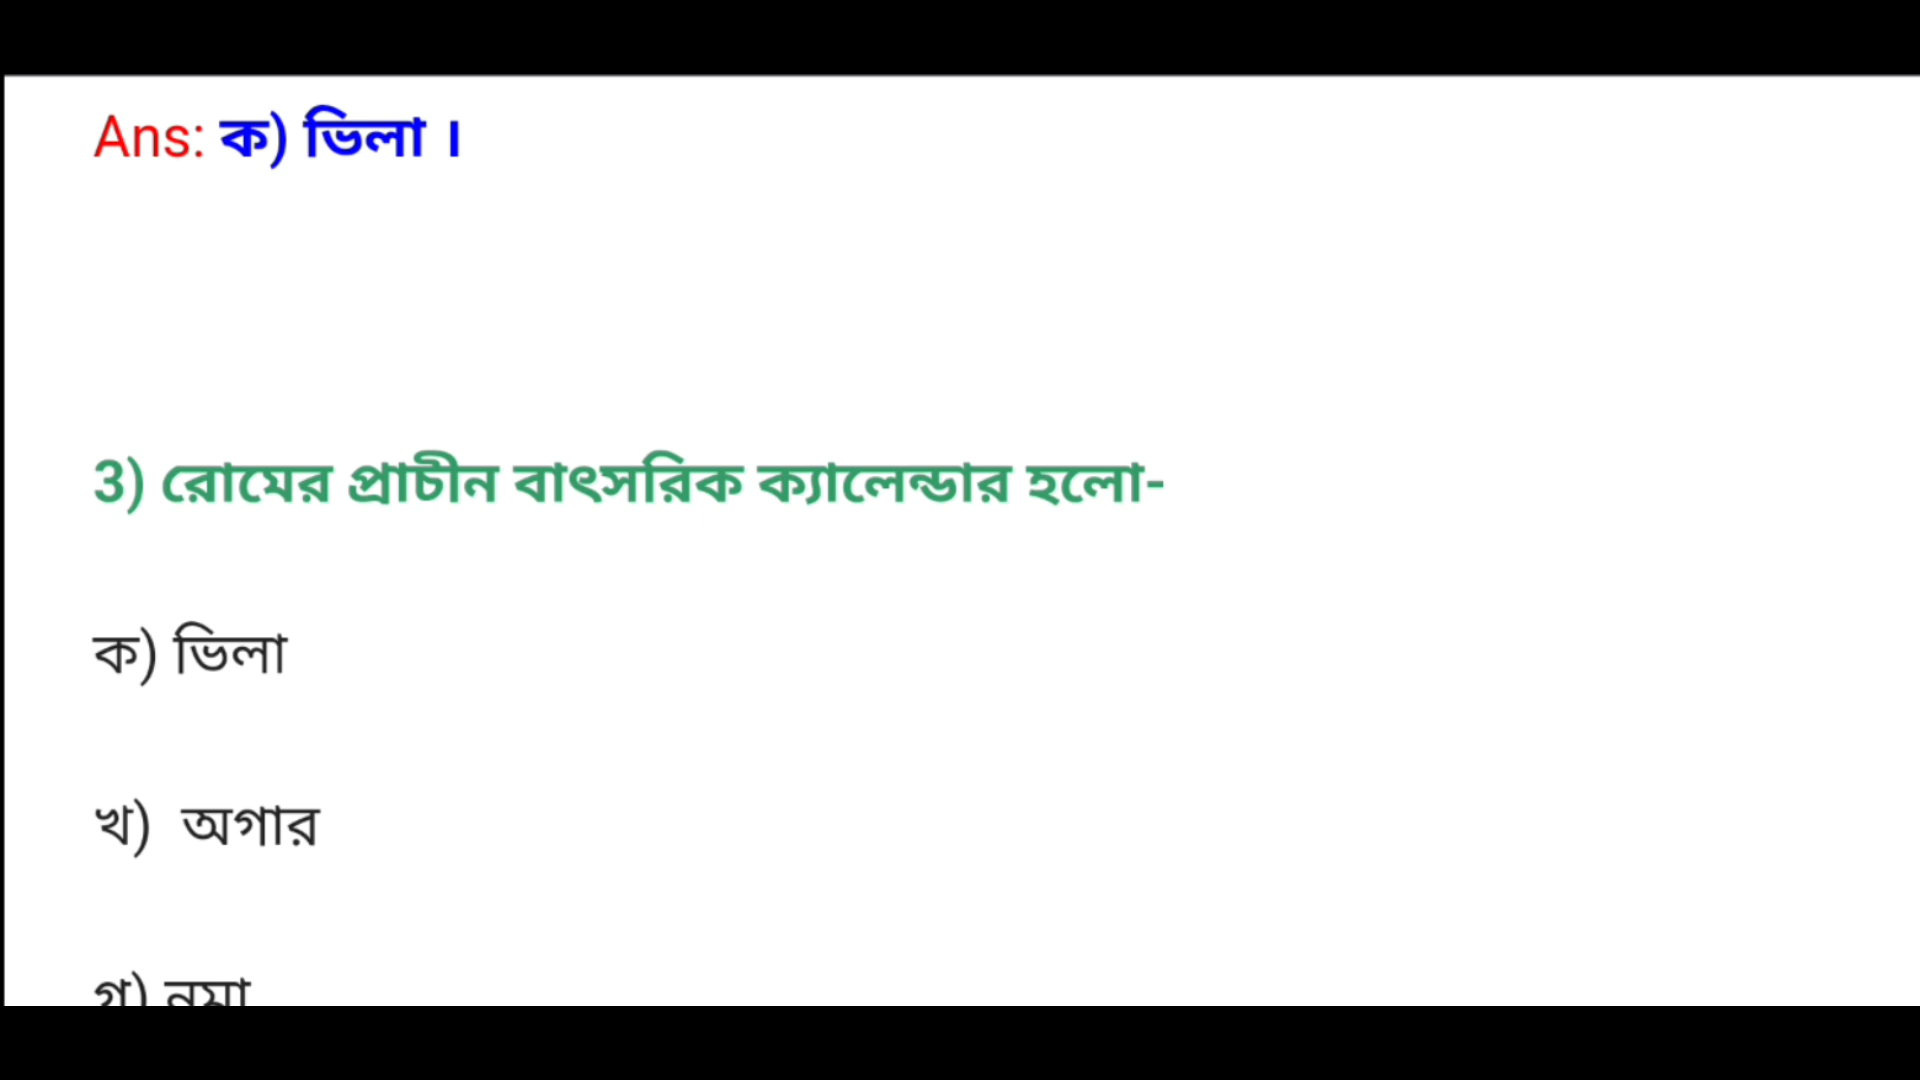 Ans: ক) ভিলা ।
3) রোমের প্রাচীন বাৎসরিক ক্যালেন্ডার হলো-
ক) ভিলা
খ) অগার
গ)